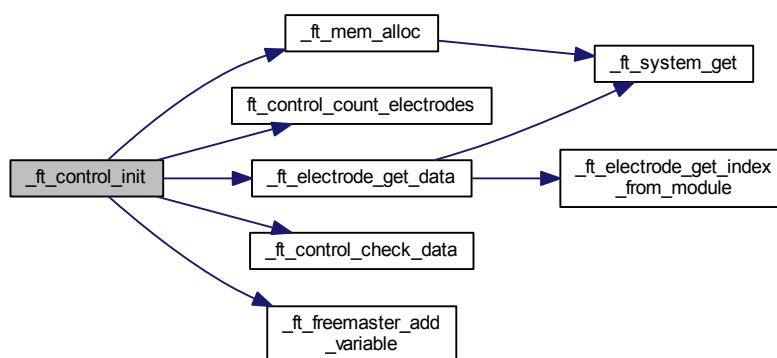 _ft_mem_alloc
_ft_system_get
ft_control_count_electrodes
_ft_control_init
_ft_electrode_get_data
_ft_electrode_get_index
_from_module
_ft_control_check_data
_ft_freemaster_add
_variable